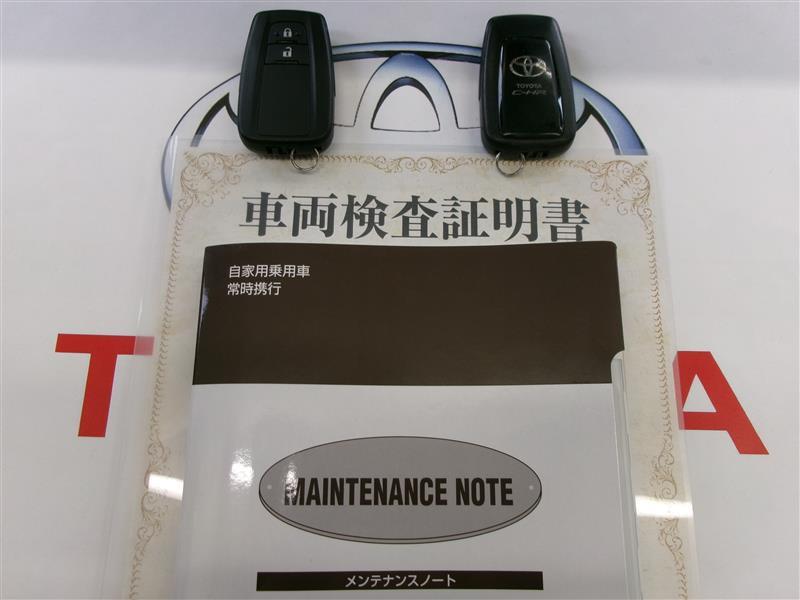 TOYOTA
C-HR
車両検査証明書
自家用乗用車
常時携行
T A
MAINTENANCE NOTE
メンテナンスノート